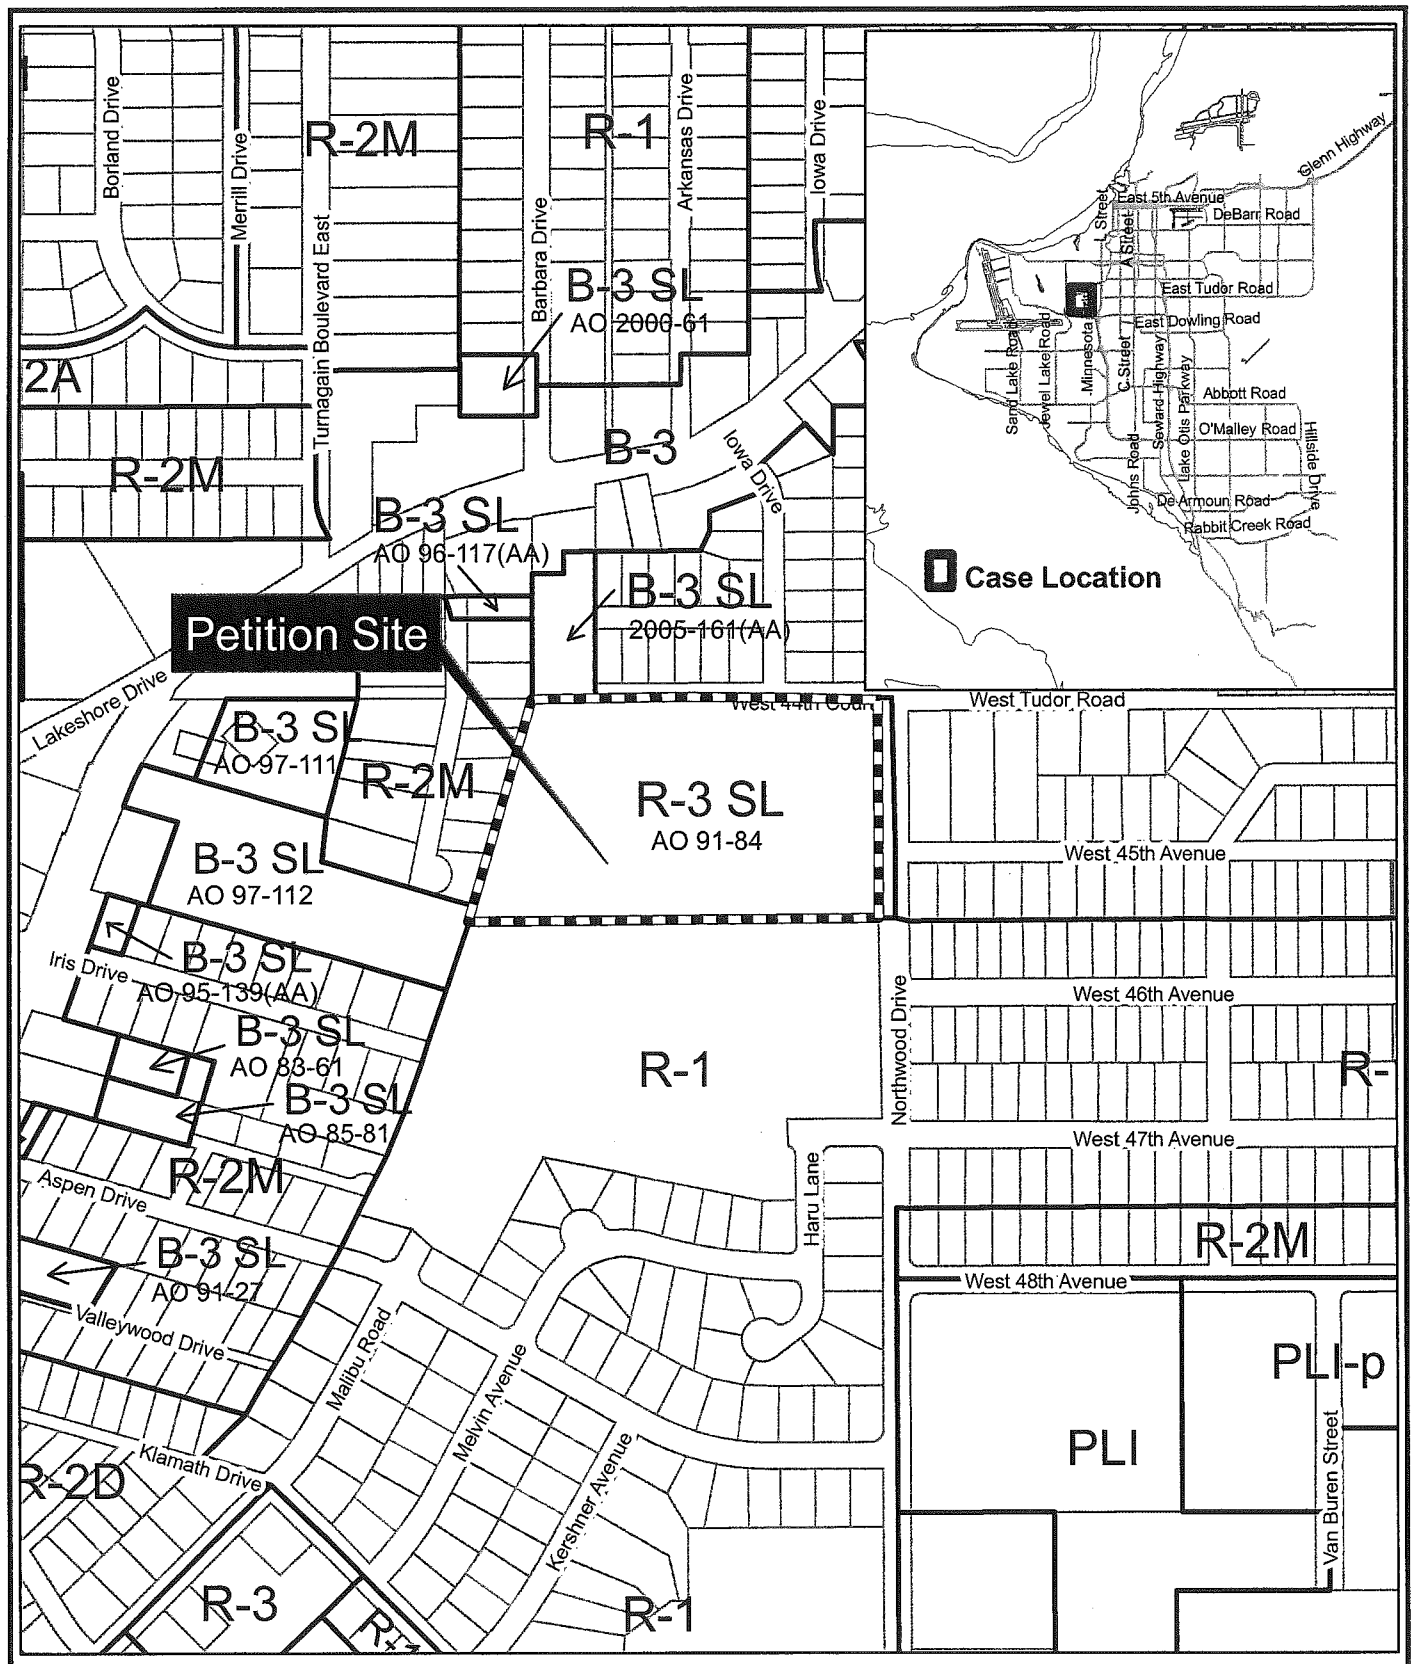 Borland Drive
Merrill Drive
R-2M
Turnagain Boulevard East
Barbara Drive
R-1
Arkansas Drive
Iowa Drive
B-3 SL
AO 2000-61
2A
R-2M
B-3
Iowa Drive
B-3 SL
AO 96-117(AA)
B-3 SL
2005-161(AA)
Petition Site
Glenn Highway
L Street
East 5th Avenue
A Street
DeBarr Road
East Tudor Road
East Dowling Road
Sand Lake Road
Jewel Lake Road
Minnesota
C Street
Seward Highway
Lake Otis Parkway
Abbott Road
O'Malley Road
Hillside Drive
Johns Road
De Armoun Road
Rabbit Creek Road
Case Location
Lakeshore Drive
West 44th Court
West Tudor Road
B-3 SL
AO 97-111
R-2M
R-3 SL
AO 91-84
West 45th Avenue
B-3 SL
AO 97-112
Iris Drive
B-3 SL
AO 95-139(AA)
Northwood Drive
West 46th Avenue
B-3 SL
AO 83-61
R-1
R-
B-3 SL
AO 85-81
West 47th Avenue
Aspen Drive
R-2M
Haru Lane
R-2M
B-3 SL
AO 91-27
West 48th Avenue
Valleywood Drive
Malibu Road
Melvin Avenue
PLI-p
Kershner Avenue
PLI
Van Buren Street
Klamath Drive
R-2D
R-3
R-1